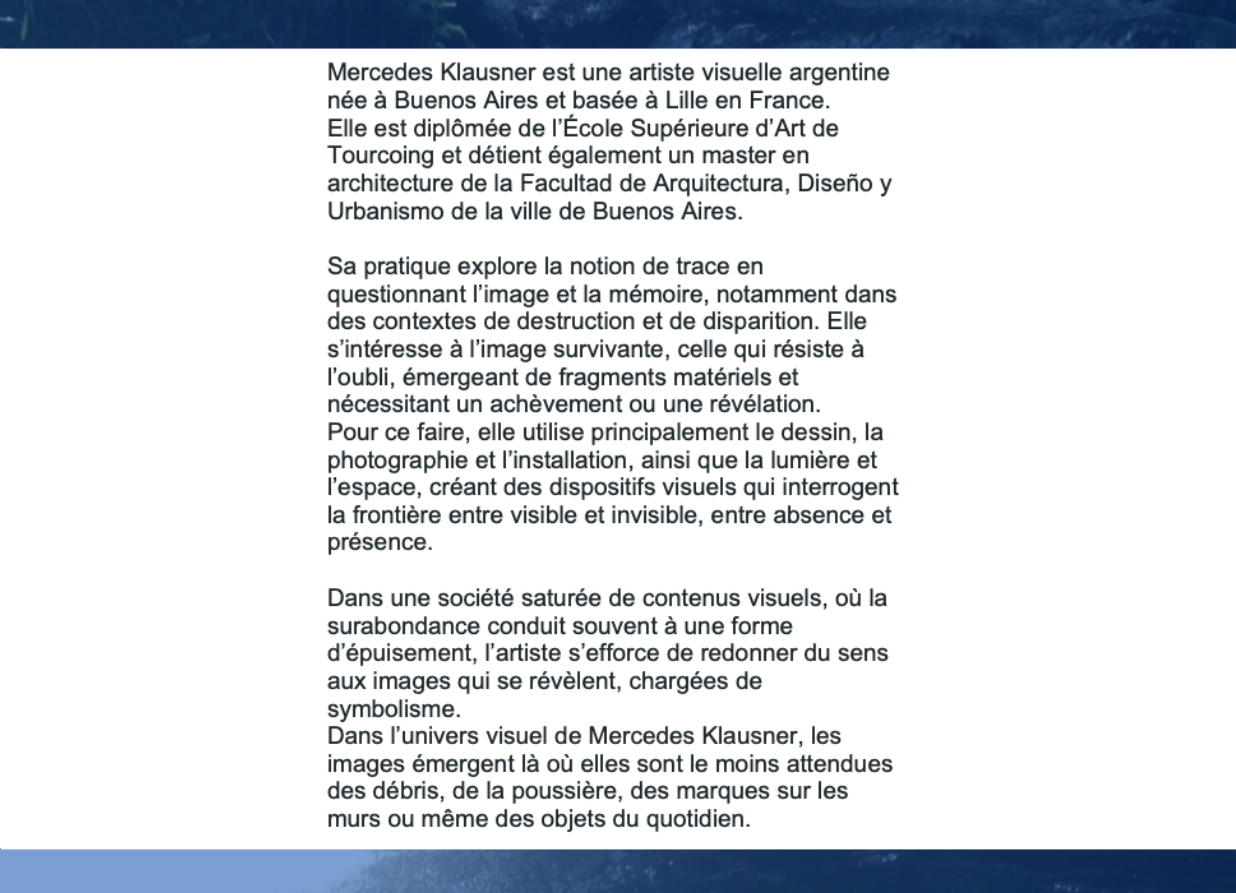 Mercedes Klausner est une artiste visuelle argentine
née à Buenos Aires et basée à Lille en France.
Elle est diplômée de l’École Supérieure d’Art de
Tourcoing et détient également un master en
architecture de la Facultad de Arquitectura, Diseño y
Urbanismo de la ville de Buenos Aires.

Sa pratique explore la notion de trace en
questionnant l’image et la mémoire, notamment dans
des contextes de destruction et de disparition. Elle
s’intéresse à l’image survivante, celle qui résiste à
l’oubli, émergeant de fragments matériels et
nécessitant un achèvement ou une révélation.
Pour ce faire, elle utilise principalement le dessin, la
photographie et l’installation, ainsi que la lumière et
l’espace, créant des dispositifs visuels qui interrogent
la frontière entre visible et invisible, entre absence et
présence.

Dans une société saturée de contenus visuels, où la
surabondance conduit souvent à une forme
d’épuisement, l’artiste s’efforce de redonner du sens
aux images qui se révèlent, chargées de
symbolisme.
Dans l’univers visuel de Mercedes Klausner, les
images émergent là où elles sont le moins attendues
des débris, de la poussière, des marques sur les
murs ou même des objets du quotidien.